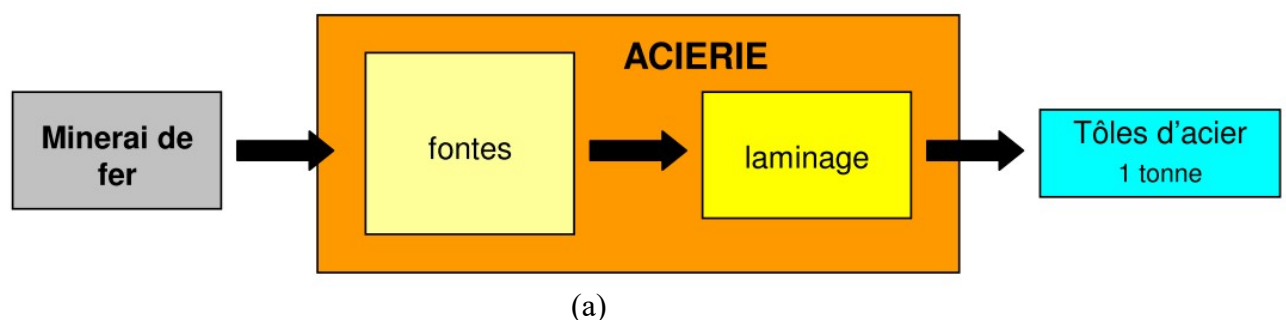 ACIERIE
Minerai de
fer
fontes
laminage
Tôles d'acier
1 tonne
(a)